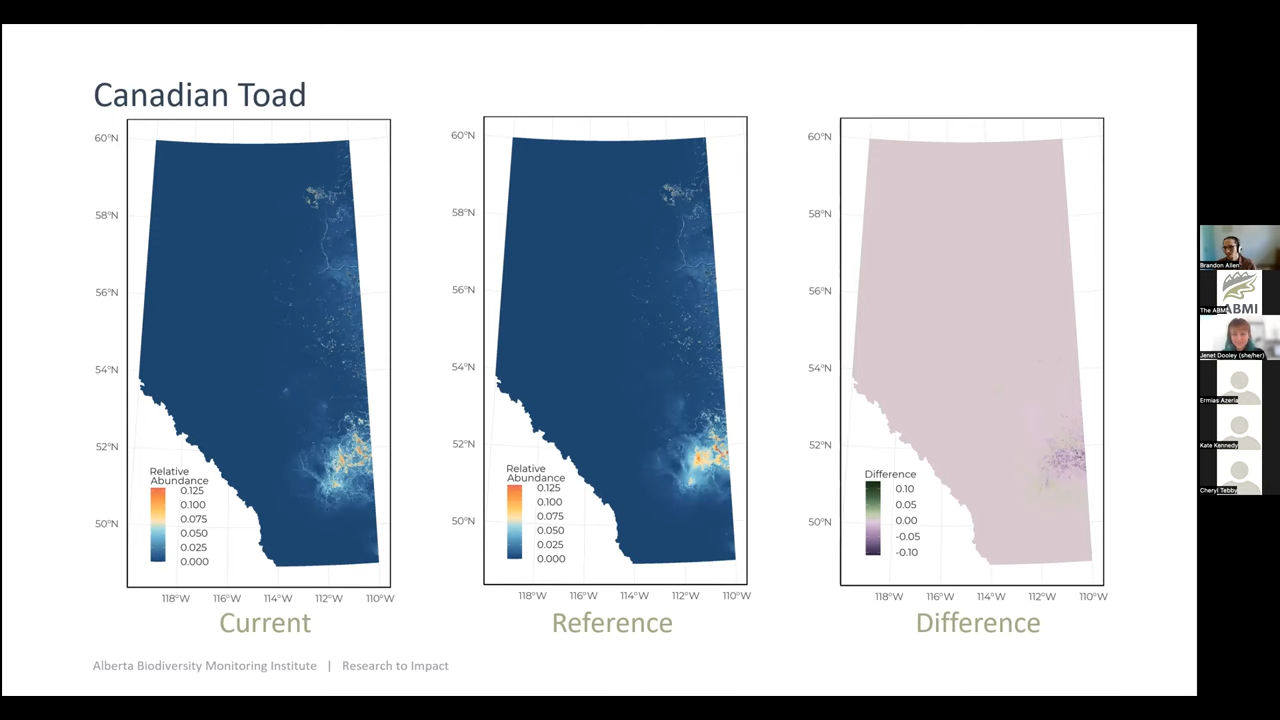 Canadian Toad
60°N
58°N
56°N
54°N
52°N
50°N
Relative
Abundance
0.125
0.100
0.075
0.050
0.025
0.000
118°W 116°W 114°W 112°W 110°W
Current
60°N
58°N
56°N
54°N
52°N
50°N
Relative
Abundance
0.125
0.100
0.075
0.050
0.025
0.000
118°W 116°W 114°W 112°W 110°W
Reference
60°N
58°N
56°N
54°N
52°N
50°N
Difference
0.10
0.05
0.00
-0.05
-0.10
118°W 116°W 114°W 112°W 110°W
Difference
Alberta Biodiversity Monitoring Institute | Research to Impact
Brandon Allen
ABMI
The ABMI
Jenet Dooley (she/her)
Ermias Azeria
Kate Kennedy
Cheryl Tebby